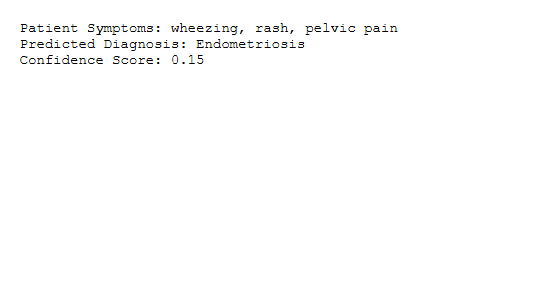 Patient Symptoms: wheezing, rash, pelvic pain
Predicted Diagnosis: Endometriosis
Confidence Score: 0.15